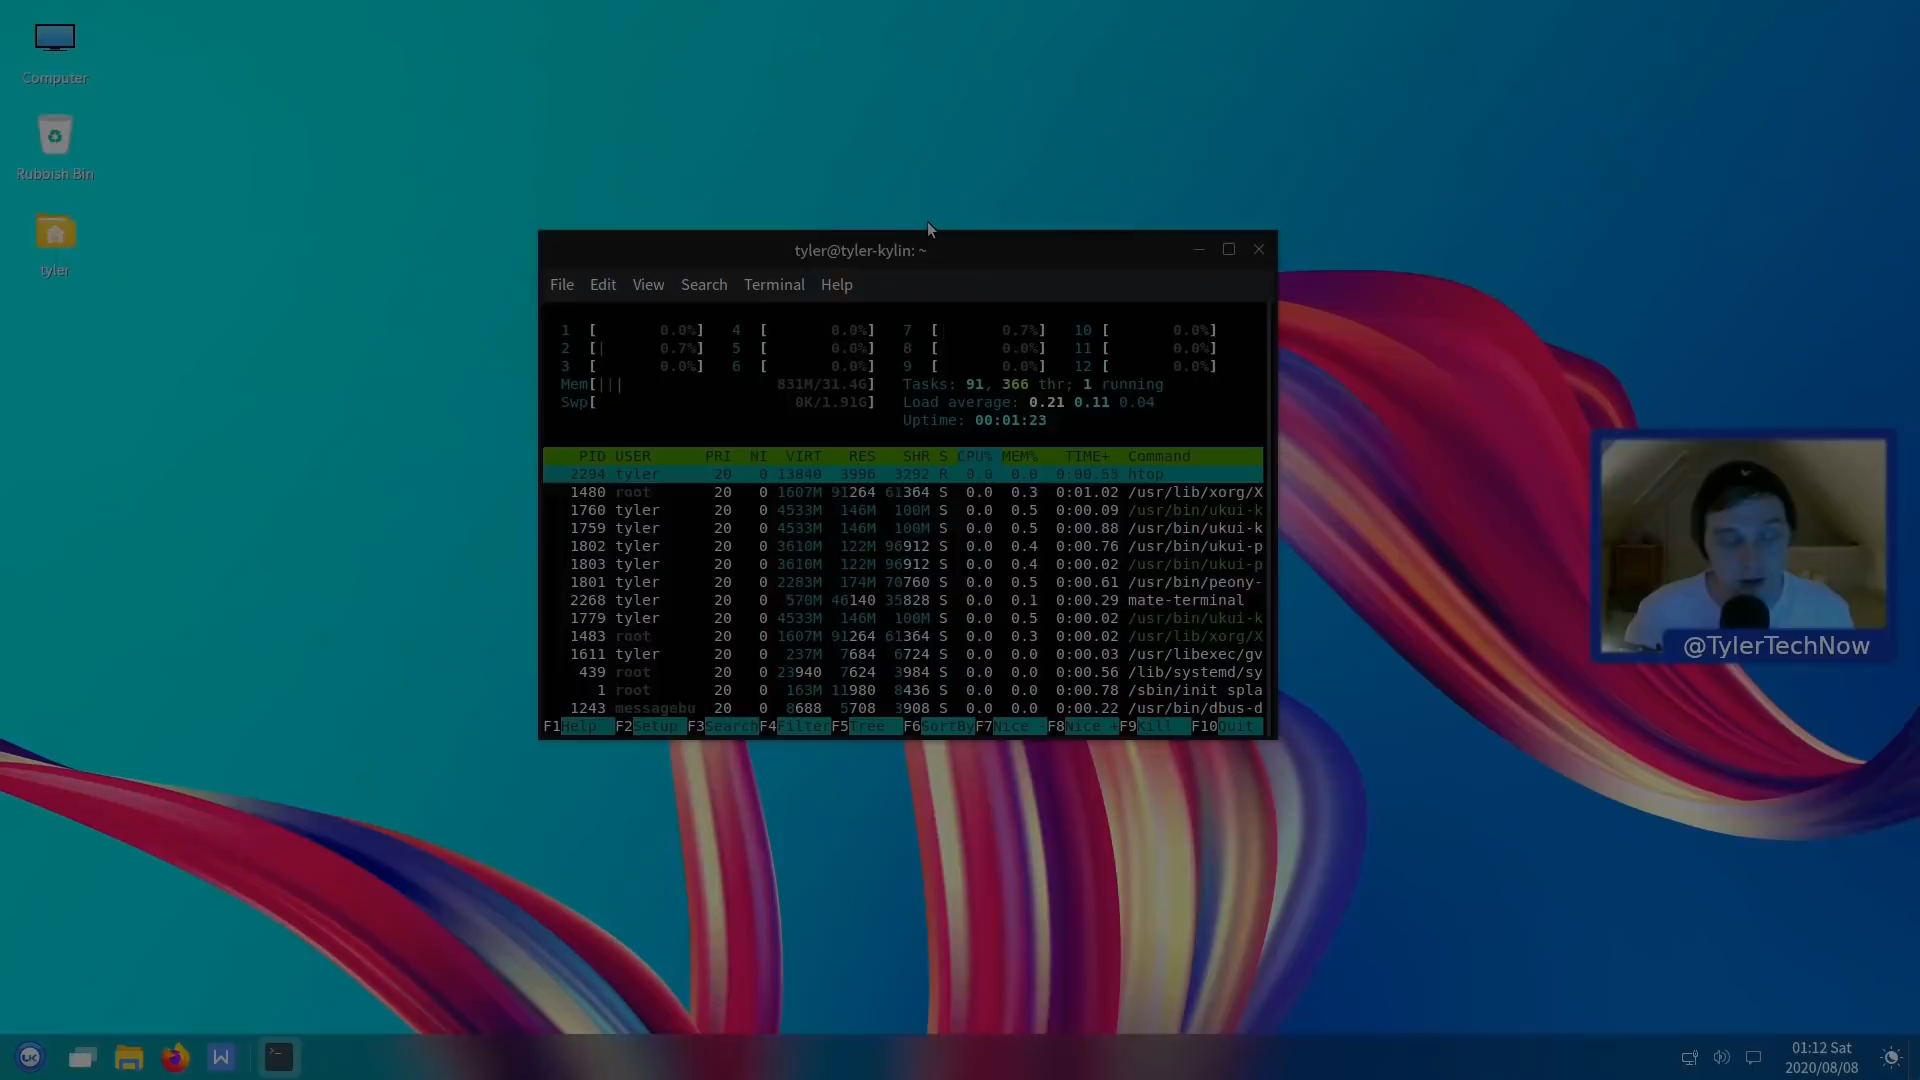 Computer
Rubbish Bin
tyler
tyler@tyler-kylin: ~
File Edit View Search Terminal Help
1 [ 0.0%] 4 [ 0.0%] 7 [ 0.7%] 10 [ 0.0%]
2 [| 0.7%] 5 [ 0.0%] 8 [ 0.0%] 11 [ 0.0%]
3 [ 0.0%] 6 [ 0.0%] 9 [ 0.0%] 12 [ 0.0%]
Mem[||| 831M/31.4G] Tasks: 91, 366 thr; 1 running
Swp[ 0K/1.91G] Load average: 0.21 0.11 0.04
Uptime: 00:01:23
PID USER PRI NI VIRT RES SHR S CPU% MEM% TIME+ Command
2294 tyler 20 0 13840 3996 3292 R 0.0 0.0 0:00.55 htop
1480 root 20 0 1607M 91264 61364 S 0.0 0.3 0:01.02 /usr/lib/xorg/X
1760 tyler 20 0 4533M 146M 100M S 0.0 0.5 0:00.09 /usr/bin/ukui-k
1759 tyler 20 0 4533M 146M 100M S 0.0 0.5 0:00.88 /usr/bin/ukui-k
1802 tyler 20 0 3610M 122M 96912 S 0.0 0.4 0:00.76 /usr/bin/ukui-p
1803 tyler 20 0 3610M 122M 96912 S 0.0 0.4 0:00.02 /usr/bin/ukui-p
1801 tyler 20 0 2203M 174M 70760 S 0.0 0.5 0:00.61 /usr/bin/peony-
2268 tyler 20 0 570M 46140 35828 S 0.0 0.1 0:00.29 mate-terminal
1779 tyler 20 0 4533M 146M 100M S 0.0 0.5 0:00.02 /usr/bin/ukui-k
1483 root 20 0 1607M 91264 61364 S 0.0 0.3 0:00.02 /usr/lib/xorg/X
1611 tyler 20 0 237M 7684 6724 S 0.0 0.0 0:00.03 /usr/libexec/gv
439 root 20 0 23940 7624 3984 S 0.0 0.0 0:00.56 /lib/systemd/sy
1 root 20 0 163M 11980 8436 S 0.0 0.0 0:00.78 /sbin/init spla
1243 messagebu 20 0 8688 5708 3908 S 0.0 0.0 0:00.22 /usr/bin/dbus-d
F1Help F2Setup F3SearchF4FilterF5Tree F6SortByF7Nice -F8Nice +F9Kill F10Quit
@TylerTechNow
UK
W
01:12 Sat
2020/08/08